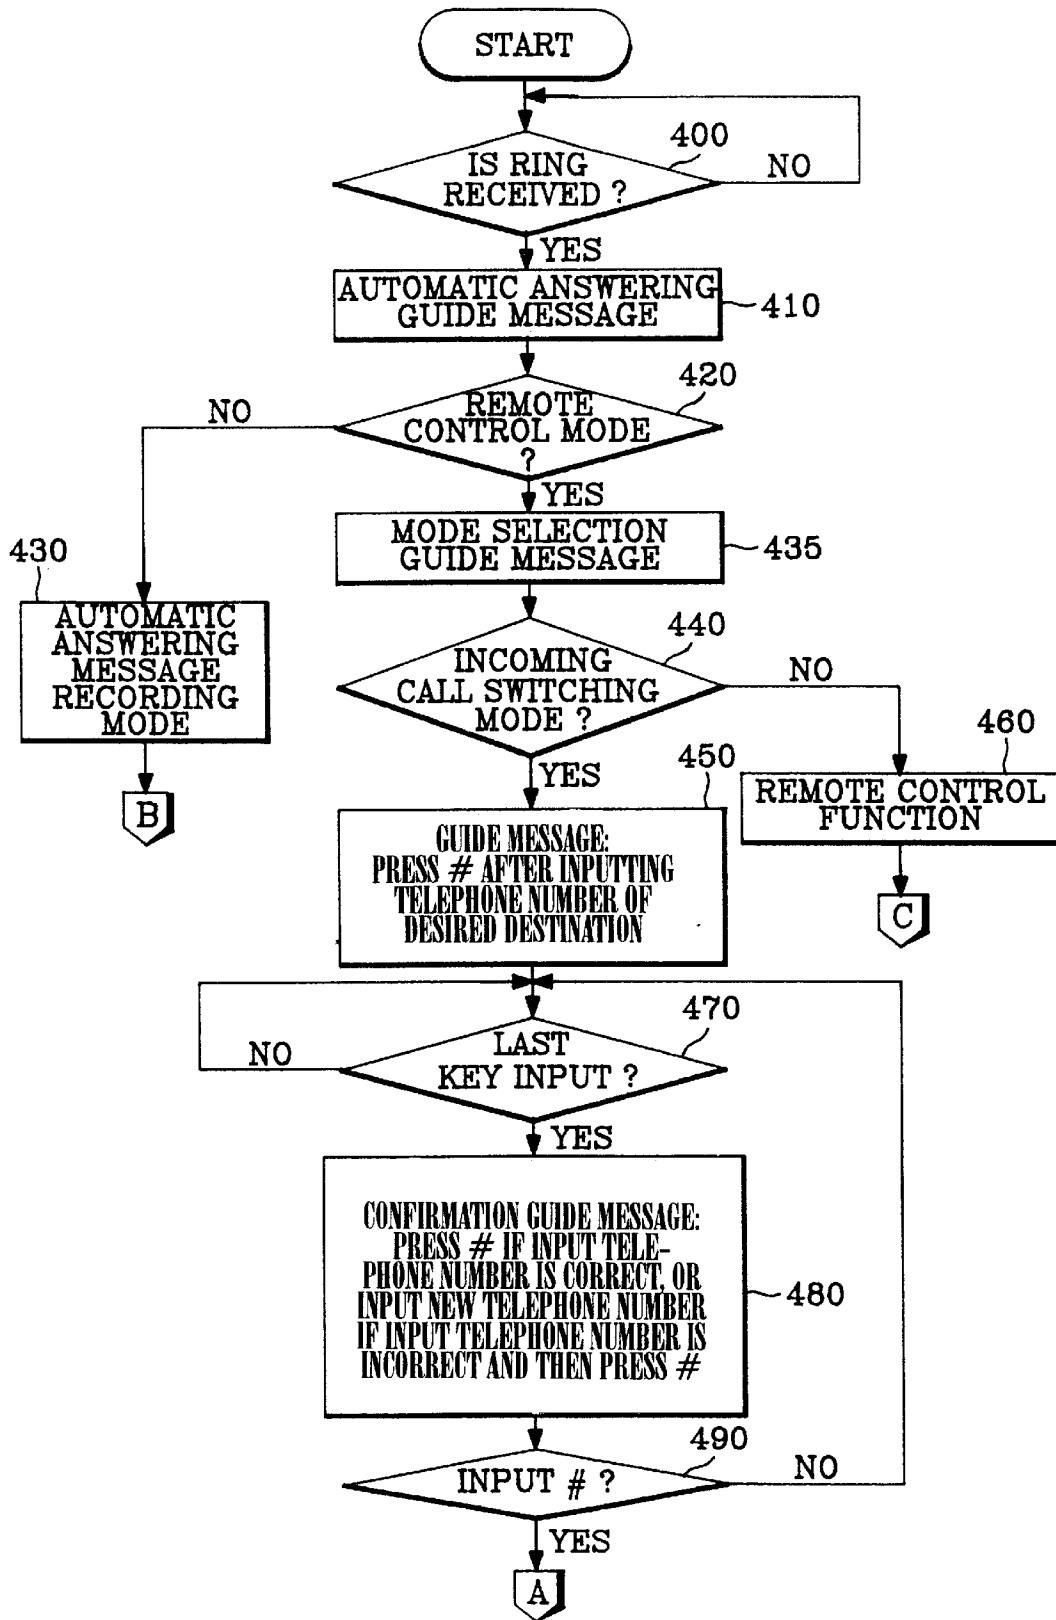 START
400
IS RING
RECEIVED ?
NO
YES
AUTOMATIC ANSWERING
GUIDE MESSAGE
410
420
REMOTE
CONTROL MODE
?
NO
YES
MODE SELECTION
GUIDE MESSAGE
435
430
AUTOMATIC
ANSWERING
MESSAGE
RECORDING
MODE
B
440
INCOMING
CALL SWITCHING
MODE ?
NO
YES
460
REMOTE CONTROL
FUNCTION
C
450
GUIDE MESSAGE:
PRESS # AFTER INPUTTING
TELEPHONE NUMBER OF
DESIRED DESTINATION
470
LAST
KEY INPUT ?
NO
YES
CONFIRMATION GUIDE MESSAGE:
PRESS # IF INPUT TELE-
PHONE NUMBER IS CORRECT, OR
INPUT NEW TELEPHONE NUMBER
IF INPUT TELEPHONE NUMBER IS
INCORRECT AND THEN PRESS #
480
490
INPUT # ?
NO
YES
A